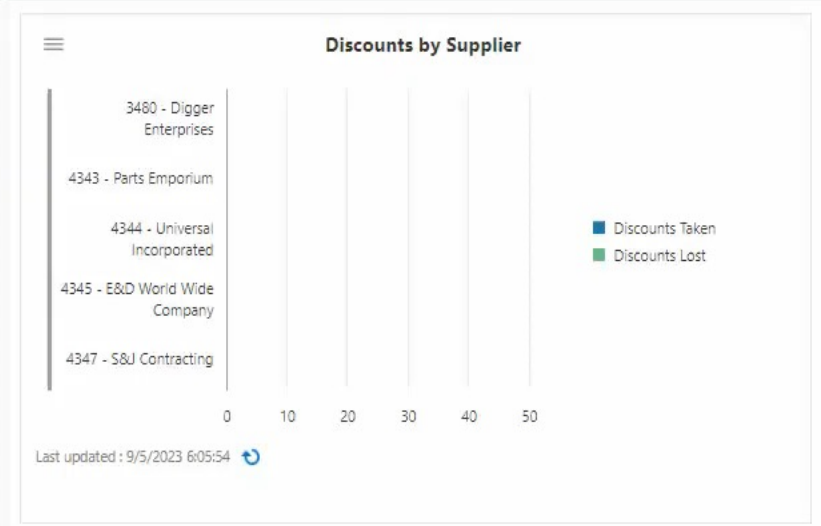 Discounts by Supplier
3480 - Digger
Enterprises
4343 - Parts Emporium
4344 - Universal
Incorporated
4345 - E&D World Wide
Company
4347 - S&J Contracting
0 10 20 30 40 50
Discounts Taken
Discounts Lost
Last updated : 9/5/2023 6:05:54